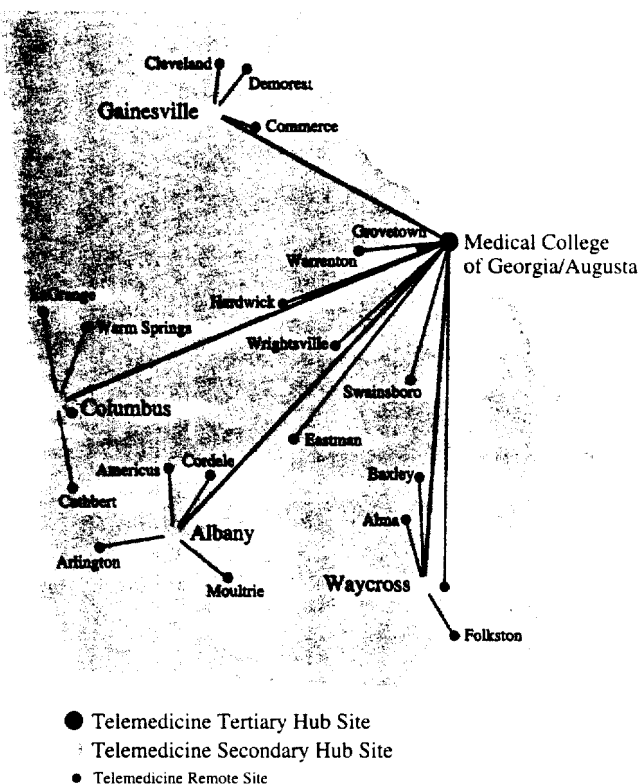 Cleveland
Demorest
Gainesville
Commerce
Grovetown
Medical College
of Georgia/Augusta
Warrenton
LaGrange
Hardwick
Warm Springs
Wrightsville
Swainsboro
Columbus
Eastman
Cordele
Americus
Baxley
Cuthbert
Alma
Albany
Arlington
Moultrie
Waycross
Folkston
Telemedicine Tertiary Hub Site
Telemedicine Secondary Hub Site
Telemedicine Remote Site